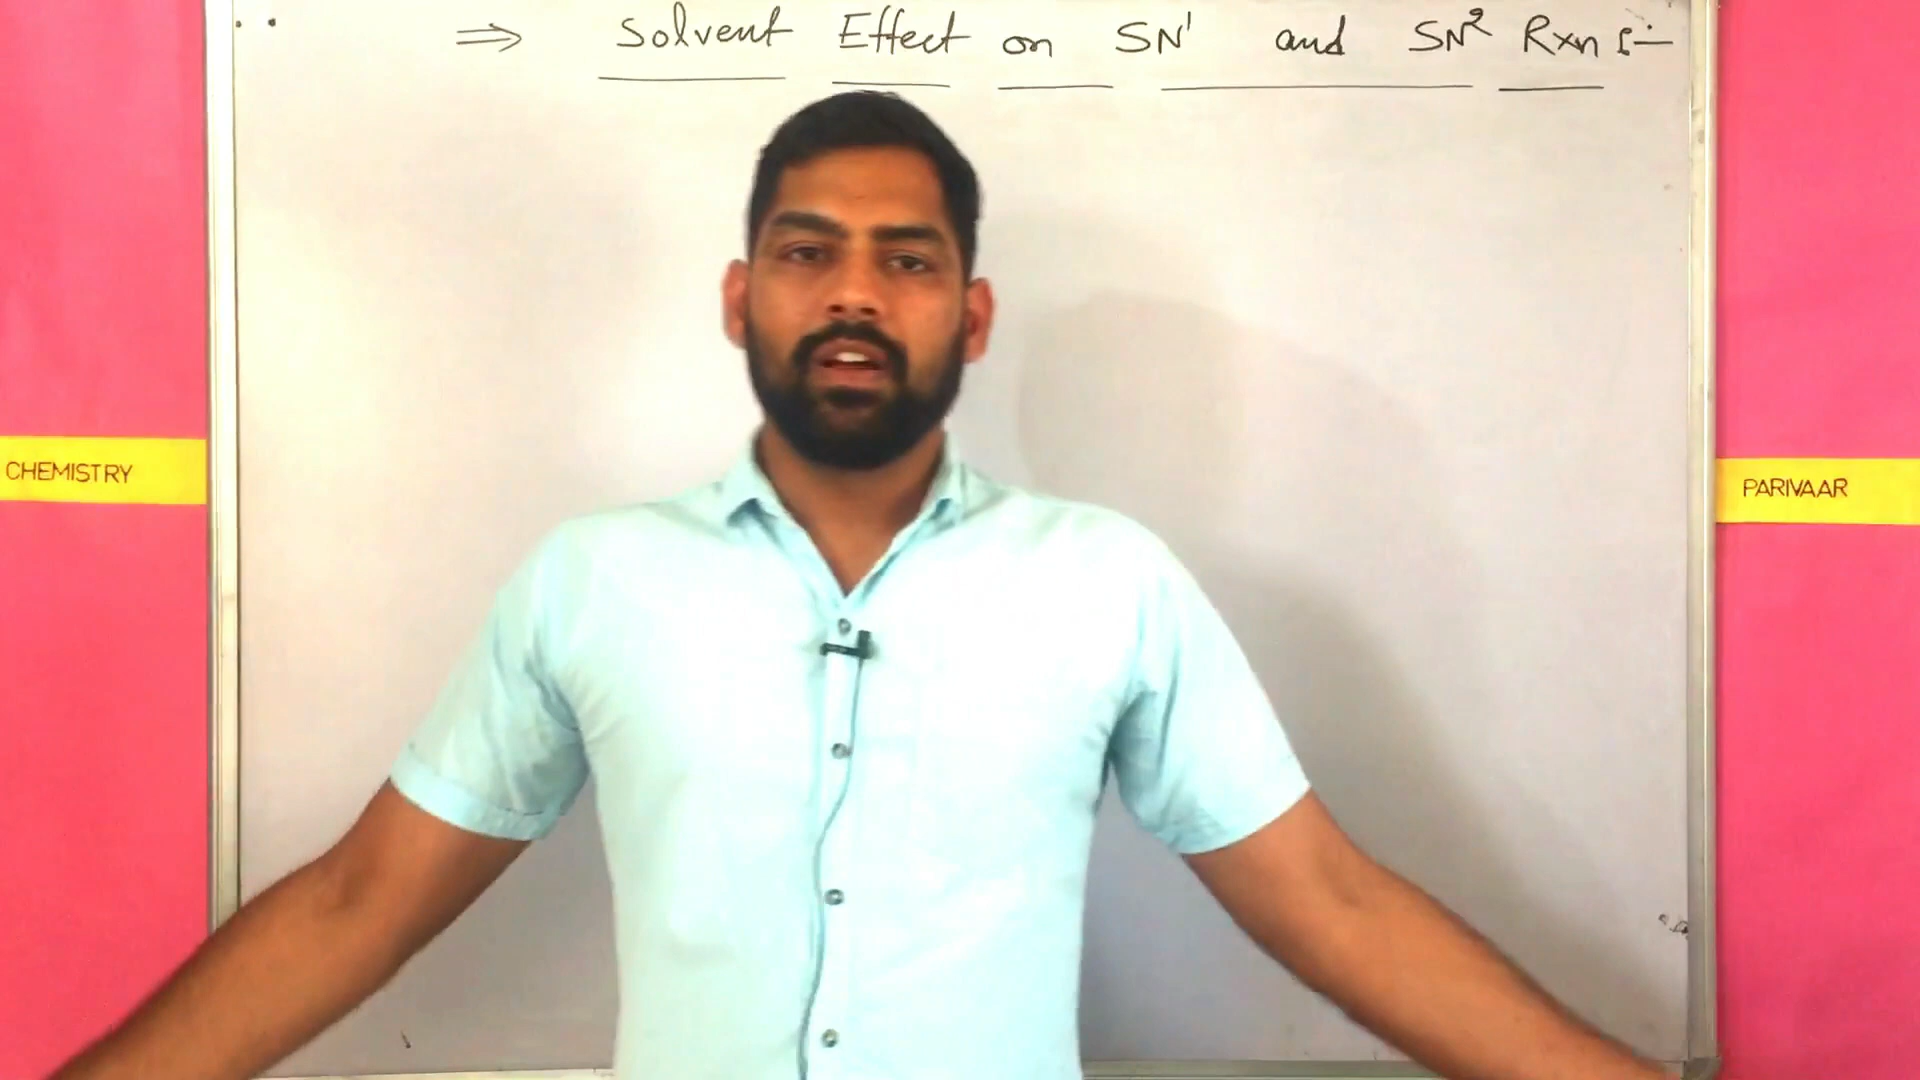 ⇒ Solvent Effect on SN¹ and SN² Rxn :-
CHEMISTRY
PARIVAAR